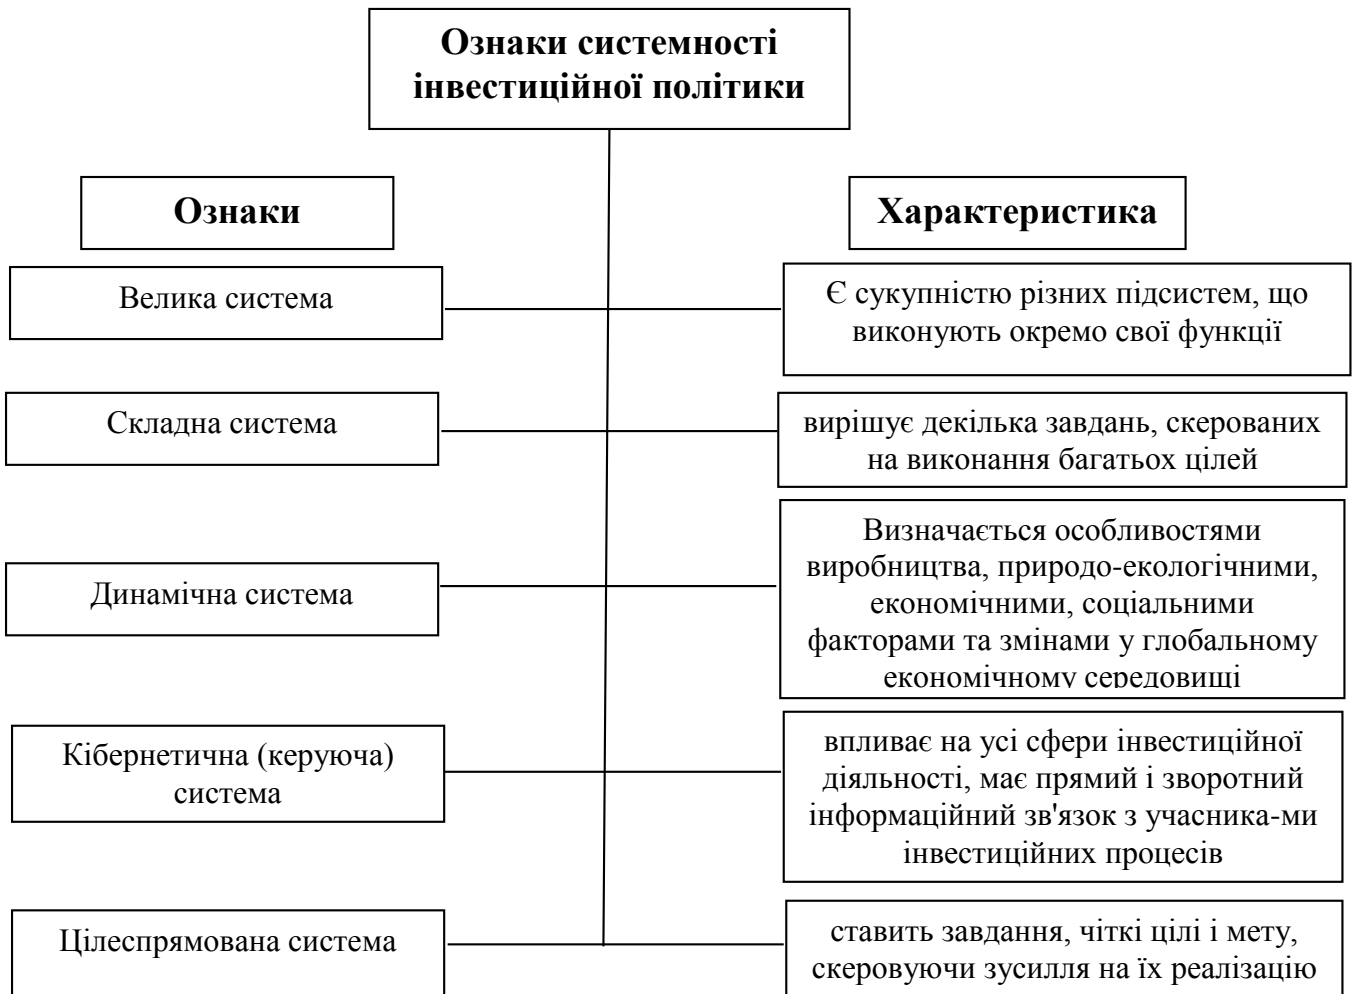 Ознаки системності
інвестиційної політики
Ознаки
Характеристика
Велика система
Є сукупністю різних підсистем, що
виконують окремо свої функції
Складна система
вирішує декілька завдань, скерованих
на виконання багатьох цілей
Динамічна система
Визначається особливостями
виробництва, природо-екологічними,
економічними, соціальними
факторами та змінами у глобальному
економічному середовищі
Кібернетична (керуюча)
система
впливає на усі сфери інвестиційної
діяльності, має прямий і зворотний
інформаційний зв'язок з учасника-ми
інвестиційних процесів
Цілеспрямована система
ставить завдання, чіткі цілі і мету,
скеровуючи зусилля на їх реалізацію